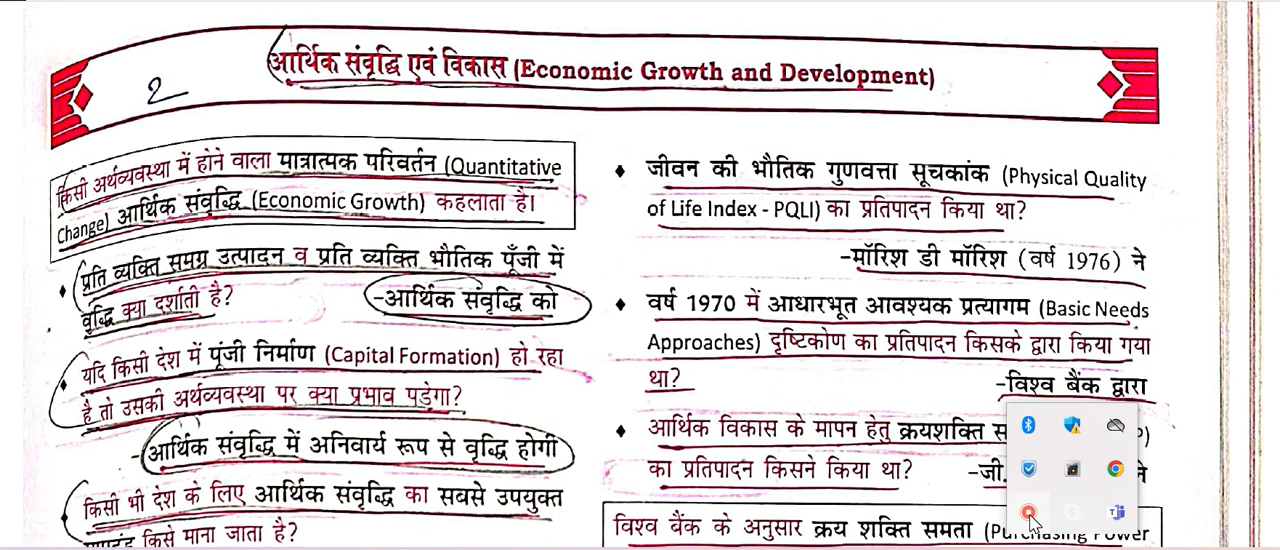 आर्थिक संवृद्धि एवं विकास (Economic Growth and Development)
2
किसी अर्थव्यवस्था में होने वाला मात्रात्मक परिवर्तन (Quantitative
Change) आर्थिक संवृद्धि (Economic Growth) कहलाता है।
♦ प्रति व्यक्ति समग्र उत्पादन व प्रति व्यक्ति भौतिक पूँजी में
वृद्धि क्या दर्शाती है?
-आर्थिक संवृद्धि को
♦ यदि किसी देश में पूंजी निर्माण (Capital Formation) हो रहा
है तो उसकी अर्थव्यवस्था पर क्या प्रभाव पड़ेगा?
-आर्थिक संवृद्धि में अनिवार्य रूप से वृद्धि होगी
किसी भी देश के लिए आर्थिक संवृद्धि का सबसे उपयुक्त
किसे माना जाता है?
♦ जीवन की भौतिक गुणवत्ता सूचकांक (Physical Quality
of Life Index - PQLI) का प्रतिपादन किया था?
-मॉरिश डी मॉरिश (वर्ष 1976) ने
♦ वर्ष 1970 में आधारभूत आवश्यक प्रत्यागम (Basic Needs
Approaches) दृष्टिकोण का प्रतिपादन किसके द्वारा किया गया
था?
-विश्व बैंक द्वारा
♦ आर्थिक विकास के मापन हेतु क्रयशक्ति
का प्रतिपादन किसने किया था?
-जी. ने
विश्व बैंक के अनुसार क्रय शक्ति समता (Purchasing Power